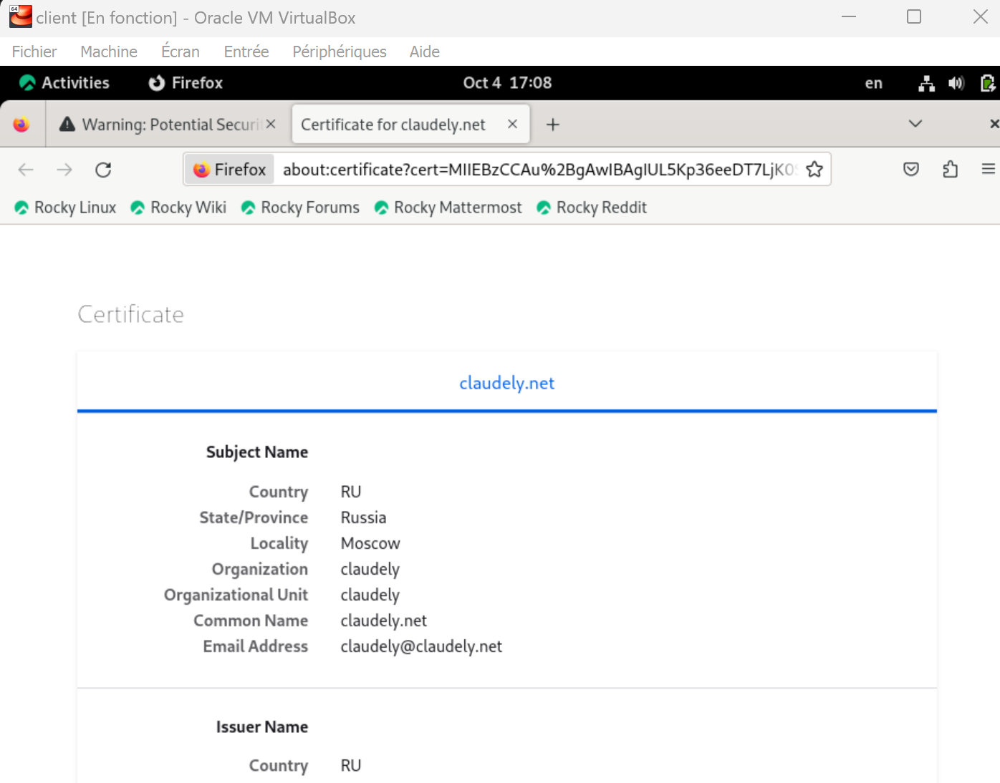 client [En fonction] - Oracle VM VirtualBox
Fichier Machine Écran Entrée Périphériques Aide
Activities Firefox Oct 4 17:08 en
Warning: Potential Securi Certificate for claudely.net
Firefox about:certificate?cert=MIIEBzCCAu%2BgAwIBAgIUL5Kp36eeDT7LjK0
Rocky Linux Rocky Wiki Rocky Forums Rocky Mattermost Rocky Reddit
Certificate
claudely.net
Subject Name
Country RU
State/Province Russia
Locality Moscow
Organization claudely
Organizational Unit claudely
Common Name claudely.net
Email Address claudely@claudely.net
Issuer Name
Country RU